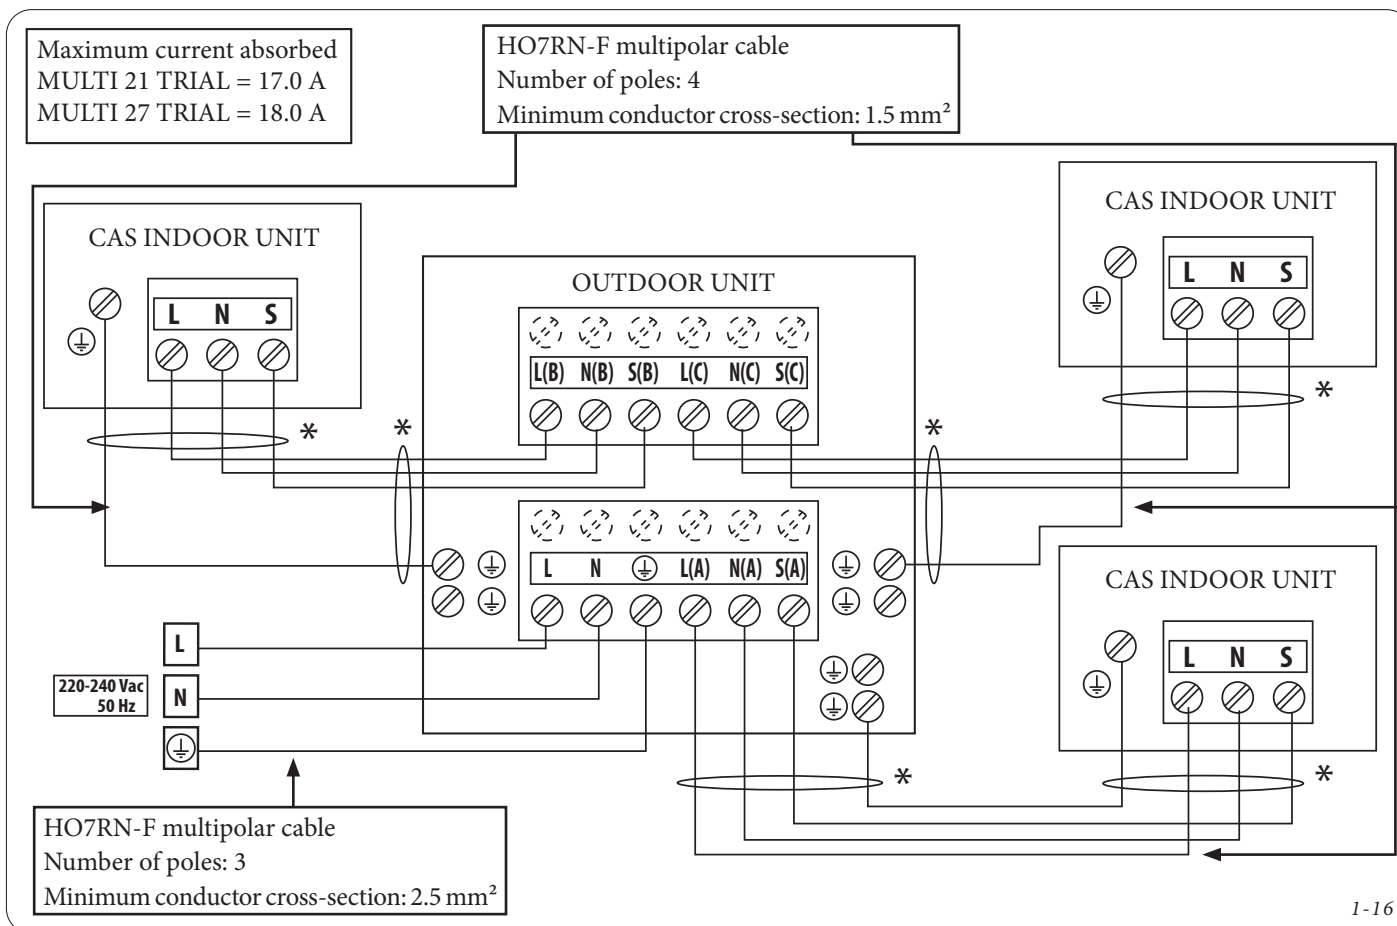 Maximum current absorbed
MULTI 21 TRIAL = 17.0 A
MULTI 27 TRIAL = 18.0 A
HO7RN-F multipolar cable
Number of poles: 4
Minimum conductor cross-section: 1.5 mm²
CAS INDOOR UNIT
L N S
*
CAS INDOOR UNIT
L N S
*
OUTDOOR UNIT
L(B) N(B) S(B) L(C) N(C) S(C)
*
*
L N L(A) N(A) S(A)
CAS INDOOR UNIT
L N S
*
*
L
220-240 Vac
50 Hz
N
HO7RN-F multipolar cable
Number of poles: 3
Minimum conductor cross-section: 2.5 mm²
1-16